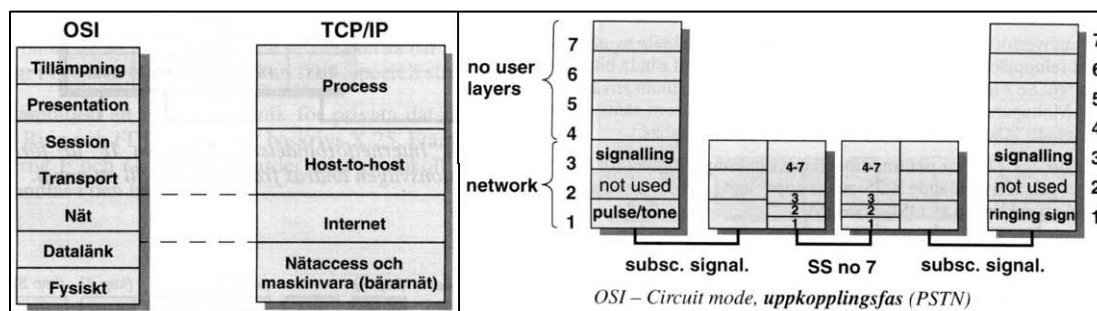 OSI
Tillämpning
Presentation
Session
Transport
Nät
Datalänk
Fysiskt
TCP/IP
Process
Host-to-host
Internet
Nätaccess och
maskinvara (bärarnät)
no user
layers
network
7
6
5
4
3
2
1
signalling
not used
pulse/tone
4-7
3
2
1
4-7
3
2
1
signalling
not used
ringing sign
7
6
5
4
3
2
1
subsc. signal.
SS no 7
subsc. signal.
OSI – Circuit mode, uppkopplingsfas (PSTN)